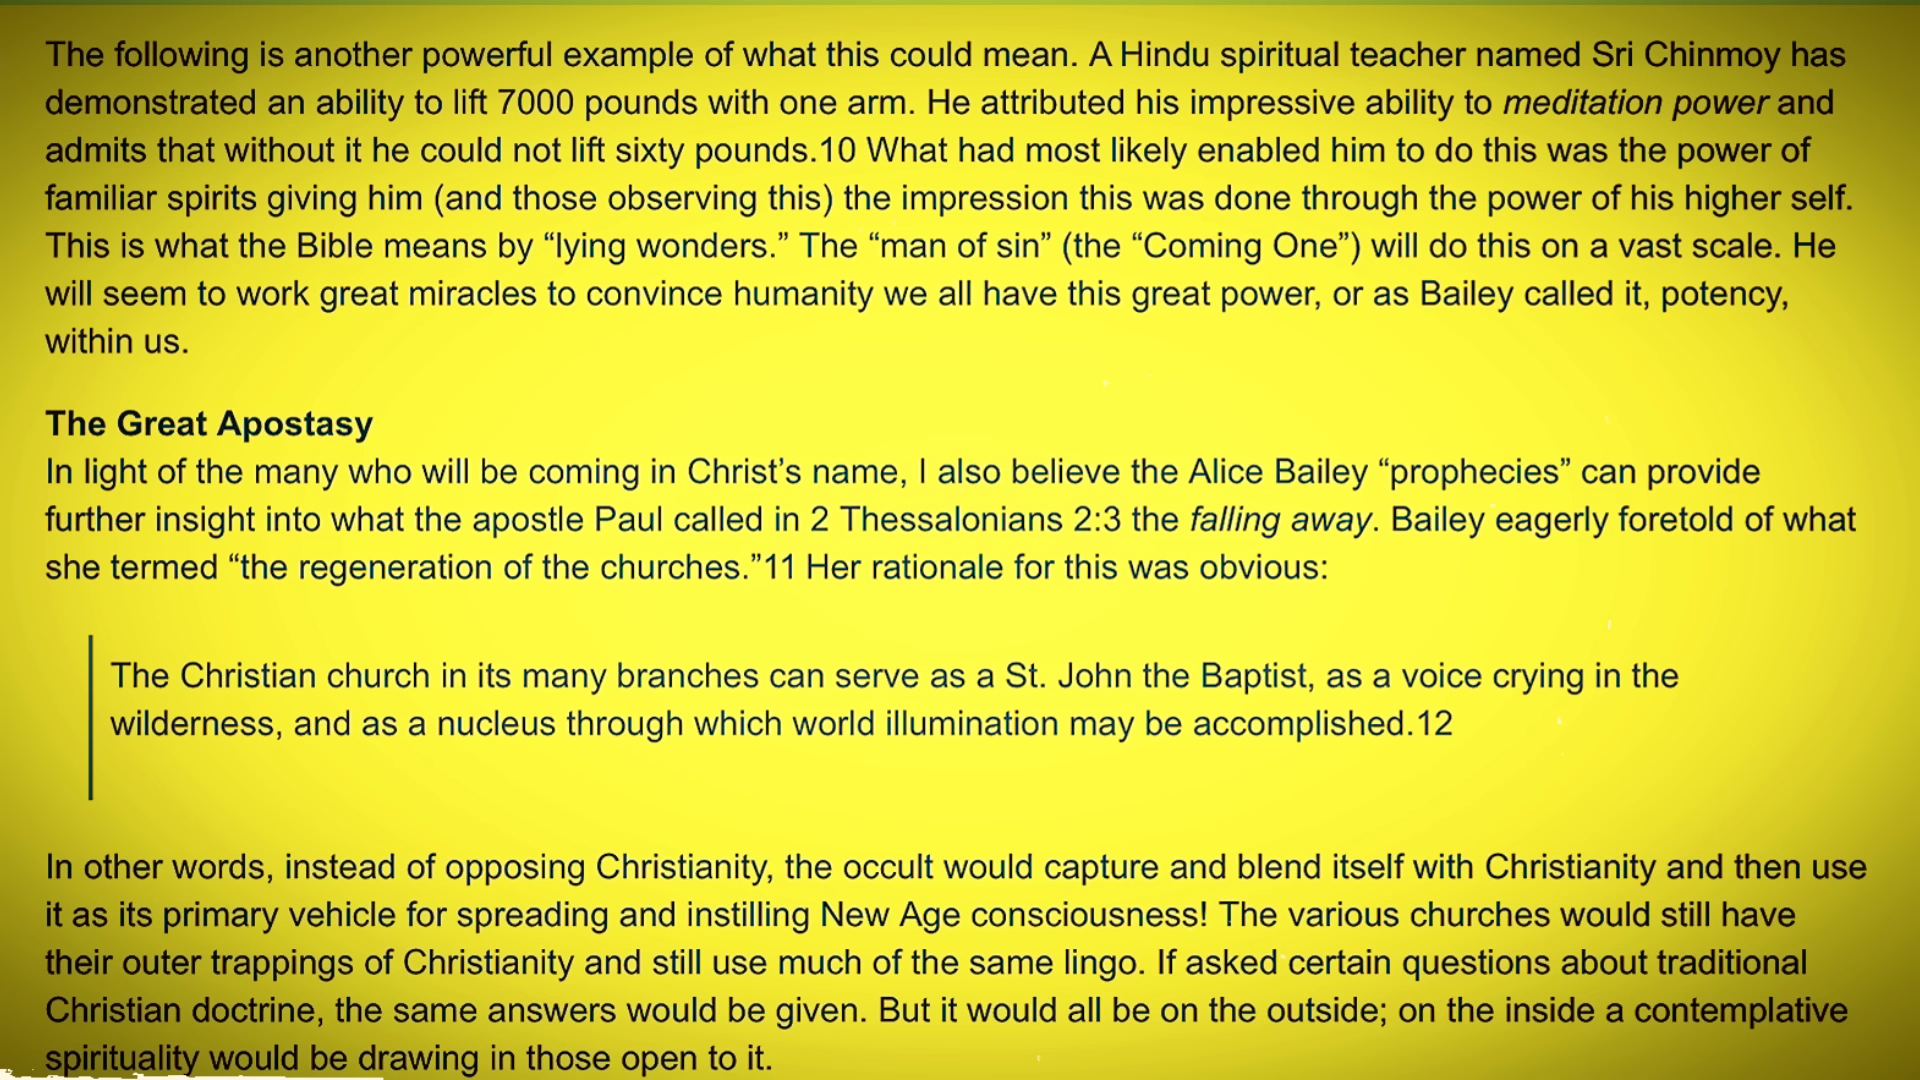 The following is another powerful example of what this could mean. A Hindu spiritual teacher named Sri Chinmoy has
demonstrated an ability to lift 7000 pounds with one arm. He attributed his impressive ability to meditation power and
admits that without it he could not lift sixty pounds.10 What had most likely enabled him to do this was the power of
familiar spirits giving him (and those observing this) the impression this was done through the power of his higher self.
This is what the Bible means by “lying wonders.” The “man of sin” (the “Coming One”) will do this on a vast scale. He
will seem to work great miracles to convince humanity we all have this great power, or as Bailey called it, potency,
within us.
The Great Apostasy
In light of the many who will be coming in Christ’s name, I also believe the Alice Bailey “prophecies” can provide
further insight into what the apostle Paul called in 2 Thessalonians 2:3 the falling away. Bailey eagerly foretold of what
she termed “the regeneration of the churches.”11 Her rationale for this was obvious:
The Christian church in its many branches can serve as a St. John the Baptist, as a voice crying in the
wilderness, and as a nucleus through which world illumination may be accomplished.12
In other words, instead of opposing Christianity, the occult would capture and blend itself with Christianity and then use
it as its primary vehicle for spreading and instilling New Age consciousness! The various churches would still have
their outer trappings of Christianity and still use much of the same lingo. If asked certain questions about traditional
Christian doctrine, the same answers would be given. But it would all be on the outside; on the inside a contemplative
spirituality would be drawing in those open to it.